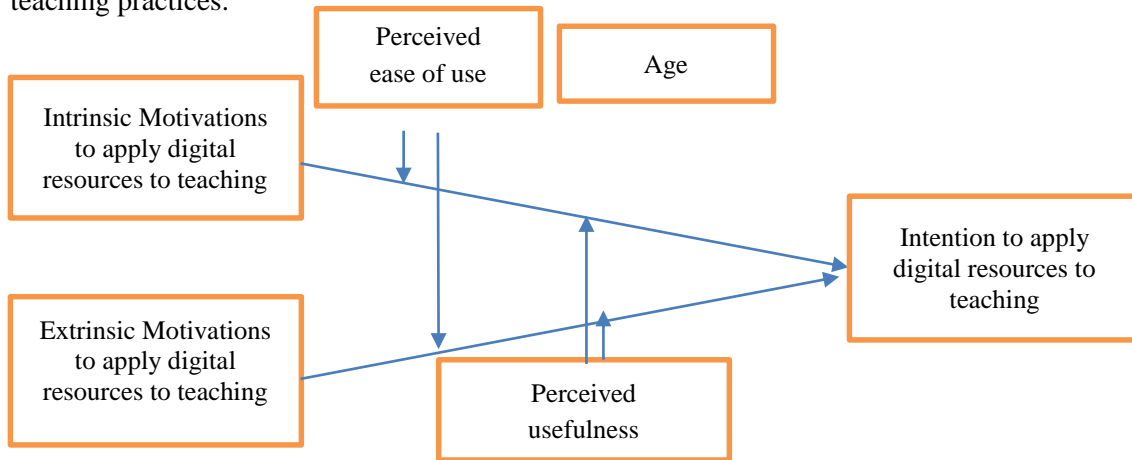 teaching practices.
Perceived
ease of use
Age
Intrinsic Motivations
to apply digital
resources to teaching
Intention to apply
digital resources to
teaching
Extrinsic Motivations
to apply digital
resources to teaching
Perceived
usefulness